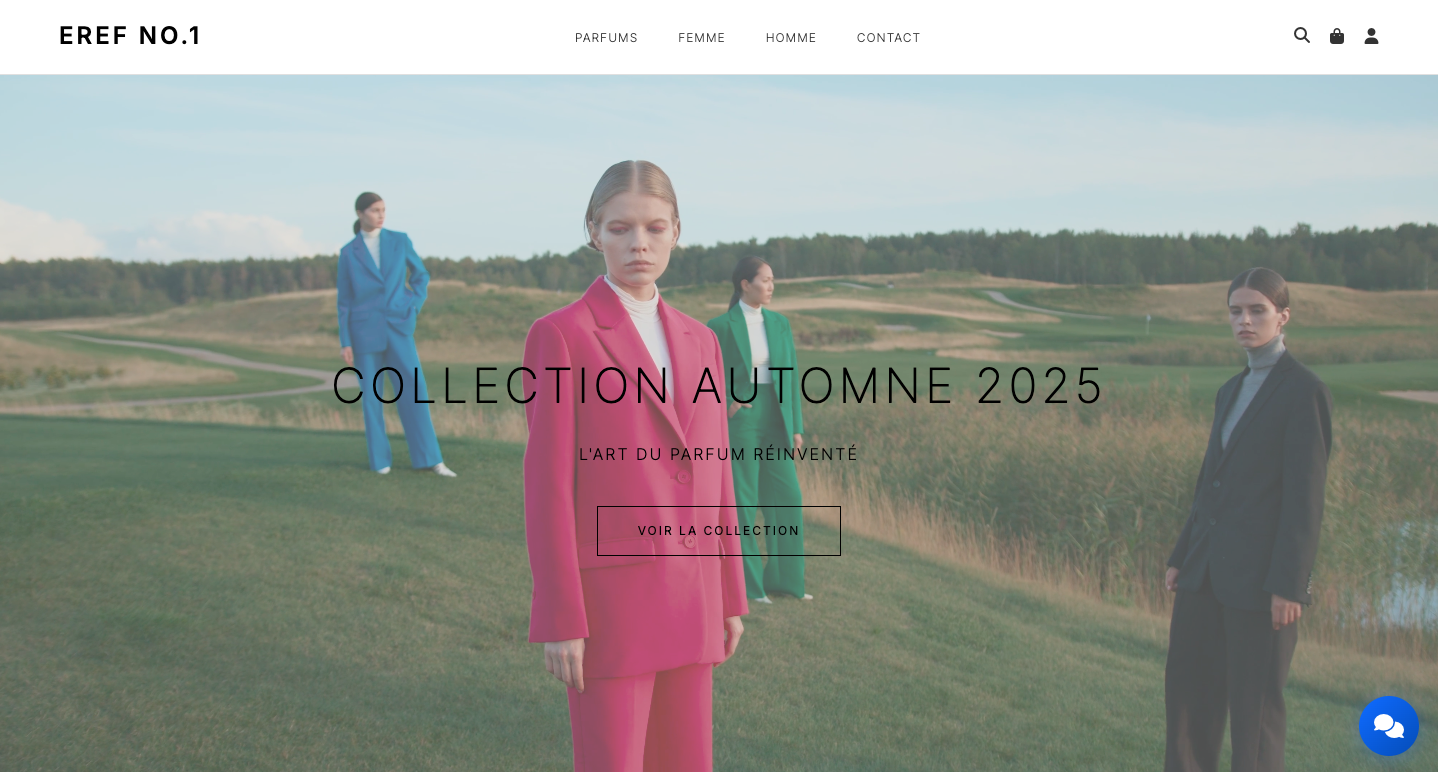 EREF NO.1
PARFUMS FEMME HOMME CONTACT
COLLECTION AUTOMNE 2025
L'ART DU PARFUM RÉINVENTÉ
VOIR LA COLLECTION